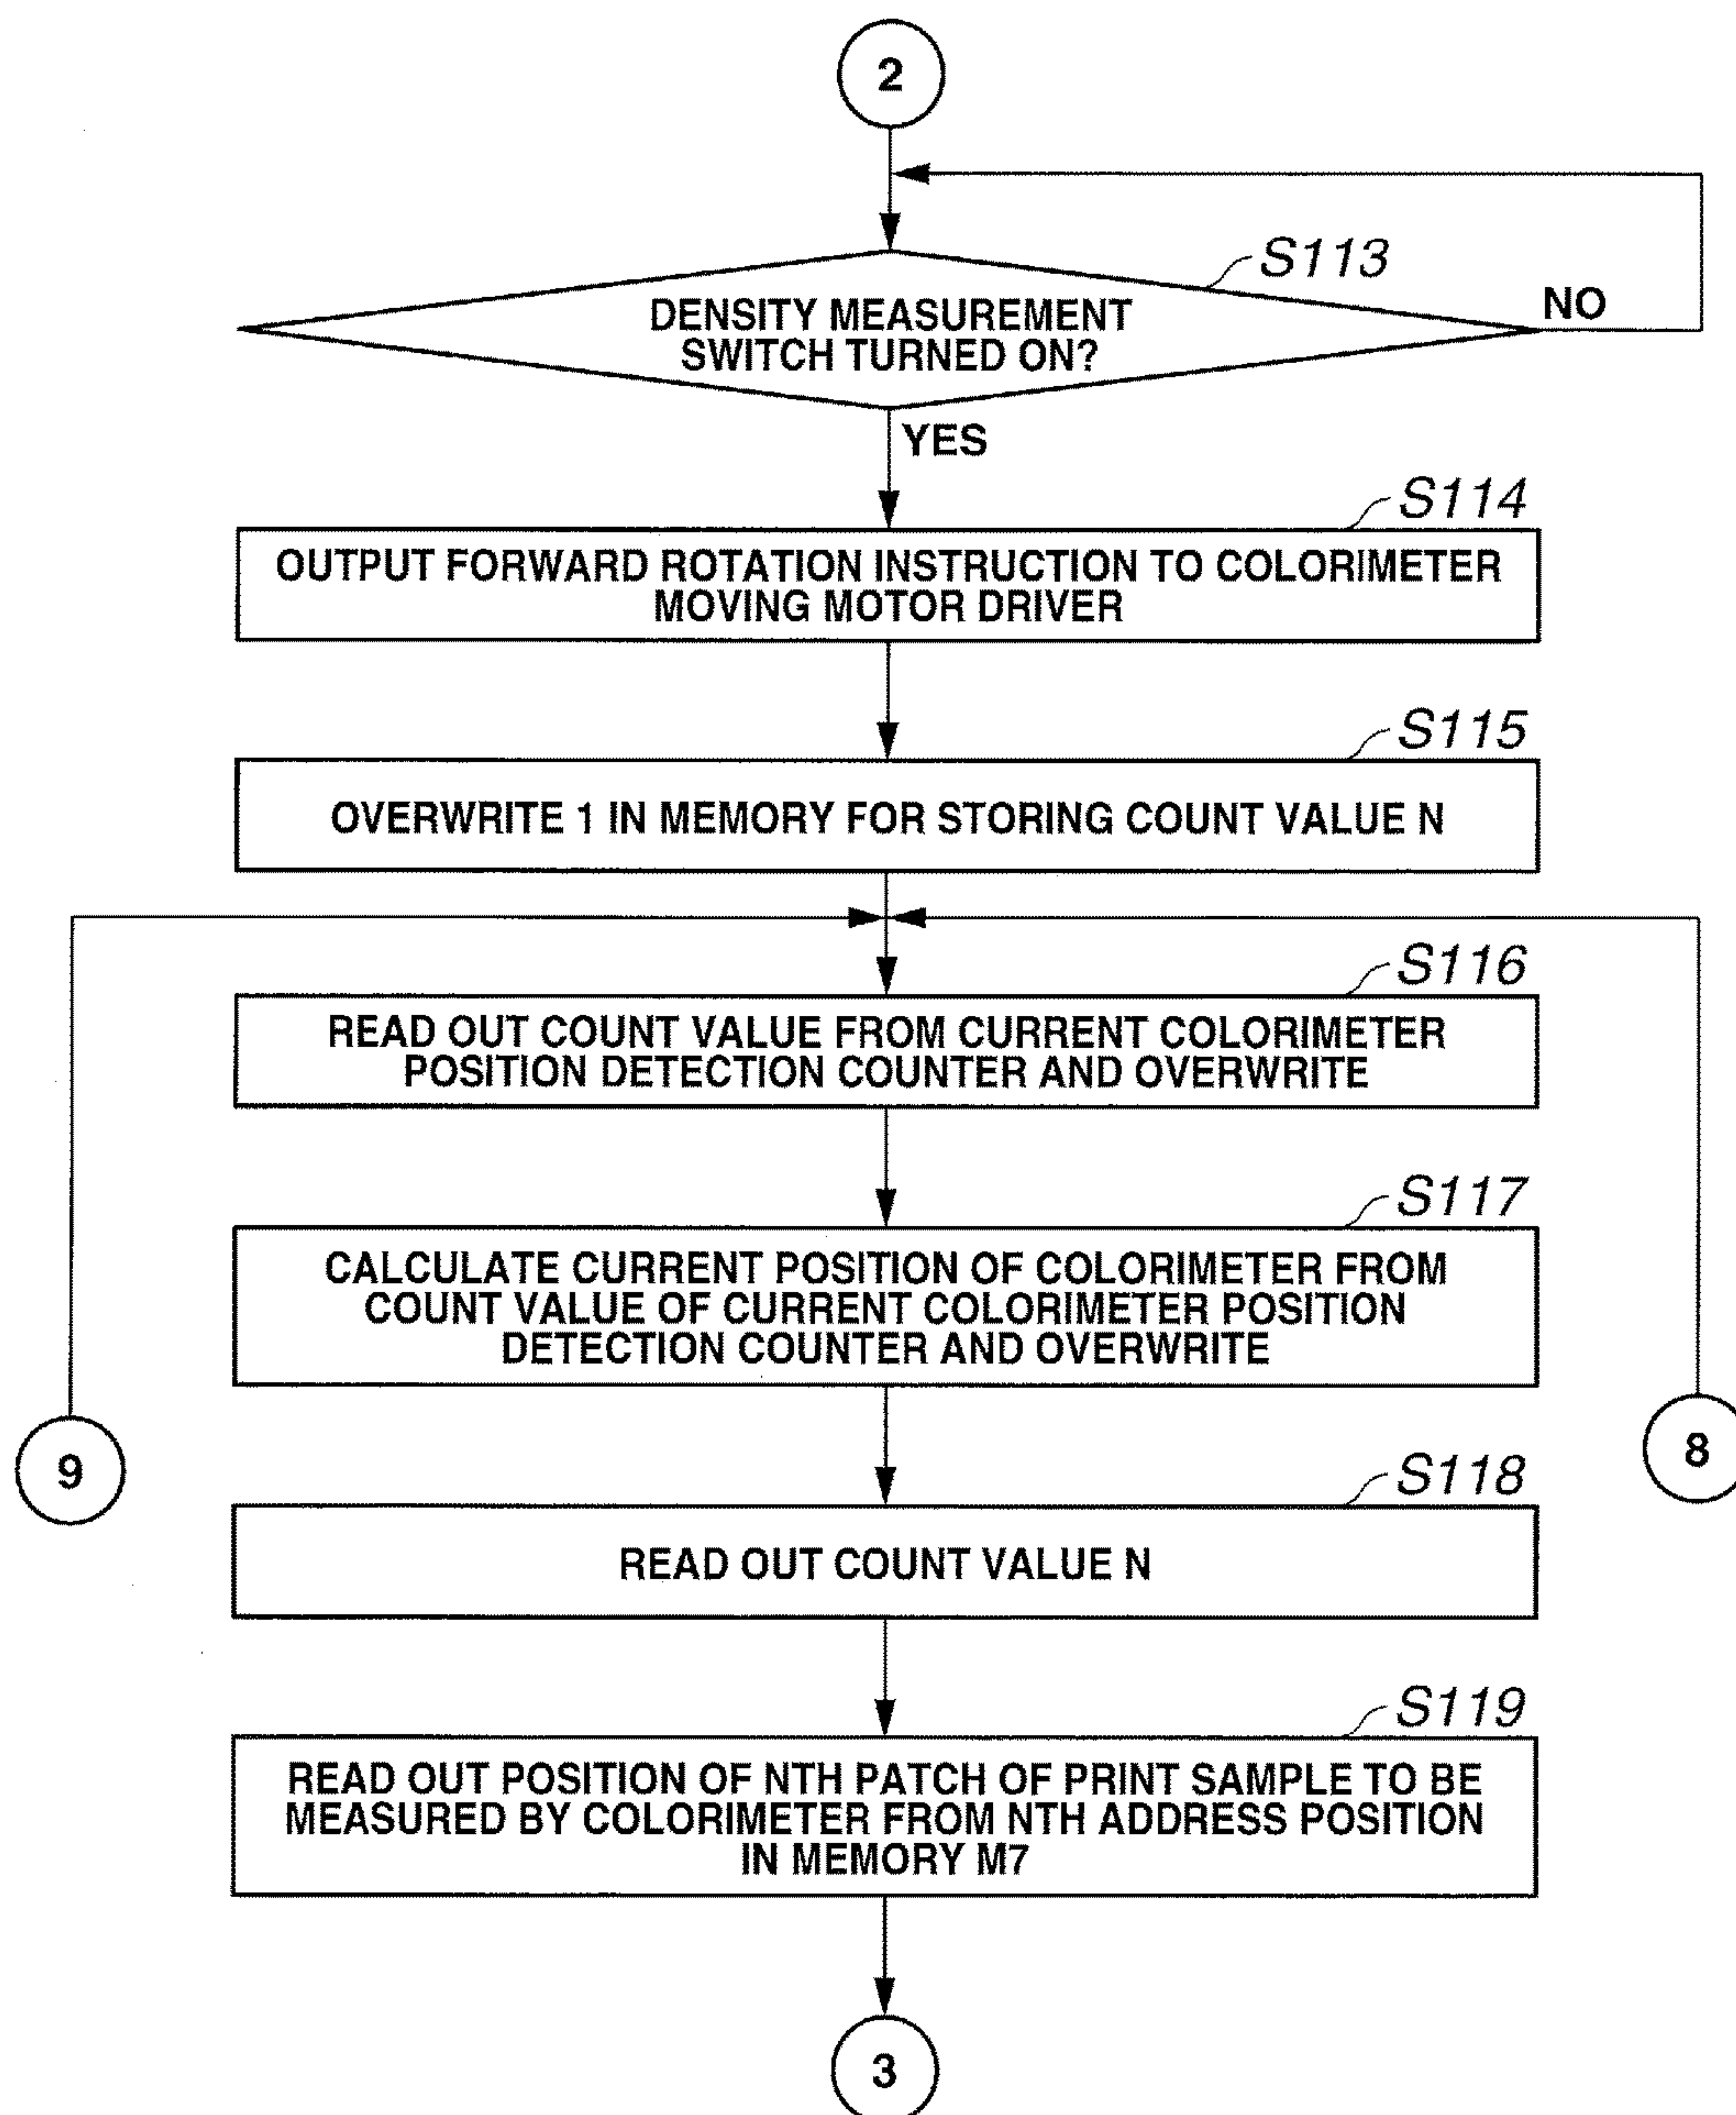 2
S113
DENSITY MEASUREMENT
SWITCH TURNED ON?
NO
YES
S114
OUTPUT FORWARD ROTATION INSTRUCTION TO COLORIMETER
MOVING MOTOR DRIVER
S115
OVERWRITE 1 IN MEMORY FOR STORING COUNT VALUE N
S116
READ OUT COUNT VALUE FROM CURRENT COLORIMETER
POSITION DETECTION COUNTER AND OVERWRITE
S117
CALCULATE CURRENT POSITION OF COLORIMETER FROM
COUNT VALUE OF CURRENT COLORIMETER POSITION
DETECTION COUNTER AND OVERWRITE
9
8
S118
READ OUT COUNT VALUE N
S119
READ OUT POSITION OF NTH PATCH OF PRINT SAMPLE TO BE
MEASURED BY COLORIMETER FROM NTH ADDRESS POSITION
IN MEMORY M7
3